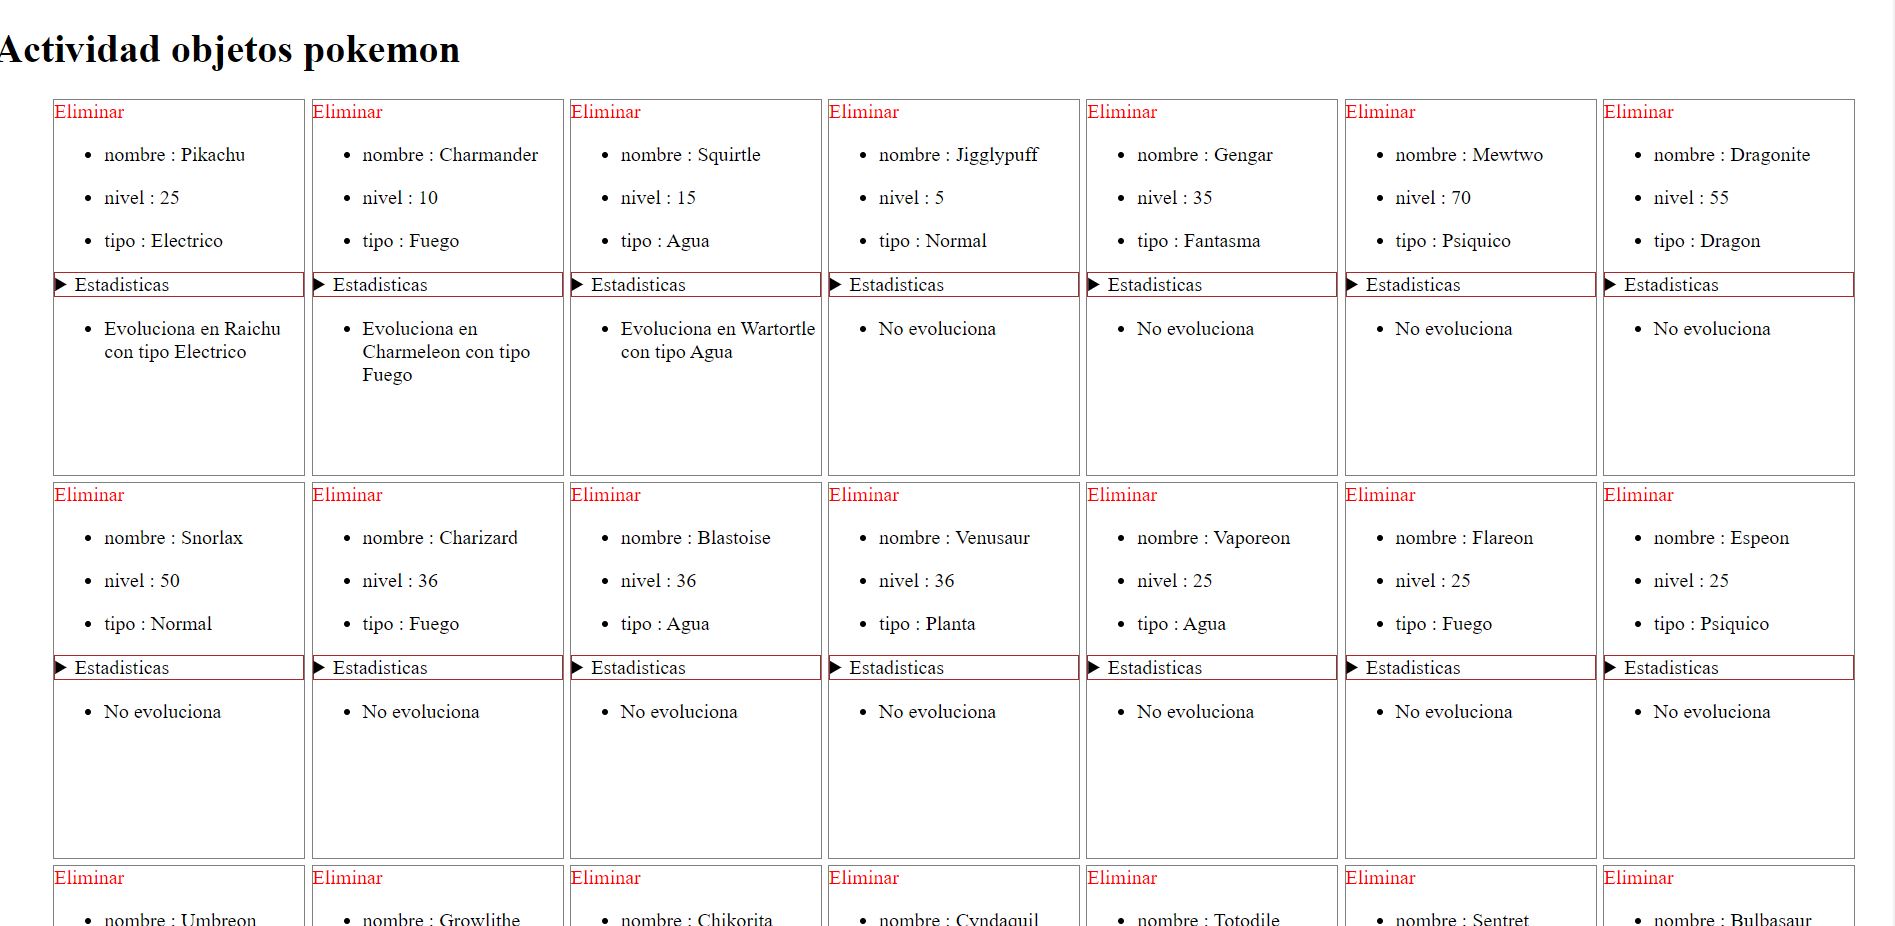 Actividad objetos pokemon
Eliminar
nombre : Pikachu
nivel : 25
tipo : Electrico
Estadisticas
Evoluciona en Raichu
con tipo Electrico
Eliminar
nombre : Charmander
nivel : 10
tipo : Fuego
Estadisticas
Evoluciona en
Charmeleon con tipo
Fuego
Eliminar
nombre : Squirtle
nivel : 15
tipo : Agua
Estadisticas
Evoluciona en Wartortle
con tipo Agua
Eliminar
nombre : Jigglypuff
nivel : 5
tipo : Normal
Estadisticas
No evoluciona
Eliminar
nombre : Gengar
nivel : 35
tipo : Fantasma
Estadisticas
No evoluciona
Eliminar
nombre : Mewtwo
nivel : 70
tipo : Psiquico
Estadisticas
No evoluciona
Eliminar
nombre : Dragonite
nivel : 55
tipo : Dragon
Estadisticas
No evoluciona
Eliminar
nombre : Snorlax
nivel : 50
tipo : Normal
Estadisticas
No evoluciona
Eliminar
nombre : Charizard
nivel : 36
tipo : Fuego
Estadisticas
No evoluciona
Eliminar
nombre : Blastoise
nivel : 36
tipo : Agua
Estadisticas
No evoluciona
Eliminar
nombre : Venusaur
nivel : 36
tipo : Planta
Estadisticas
No evoluciona
Eliminar
nombre : Vaporeon
nivel : 25
tipo : Agua
Estadisticas
No evoluciona
Eliminar
nombre : Flareon
nivel : 25
tipo : Fuego
Estadisticas
No evoluciona
Eliminar
nombre : Espeon
nivel : 25
tipo : Psiquico
Estadisticas
No evoluciona
Eliminar
nombre : Umbreon
Eliminar
nombre : Growlithe
Eliminar
nombre : Chikorita
Eliminar
nombre : Cyndaquil
Eliminar
nombre : Totodile
Eliminar
nombre : Sentret
Eliminar
nombre : Bulbasaur